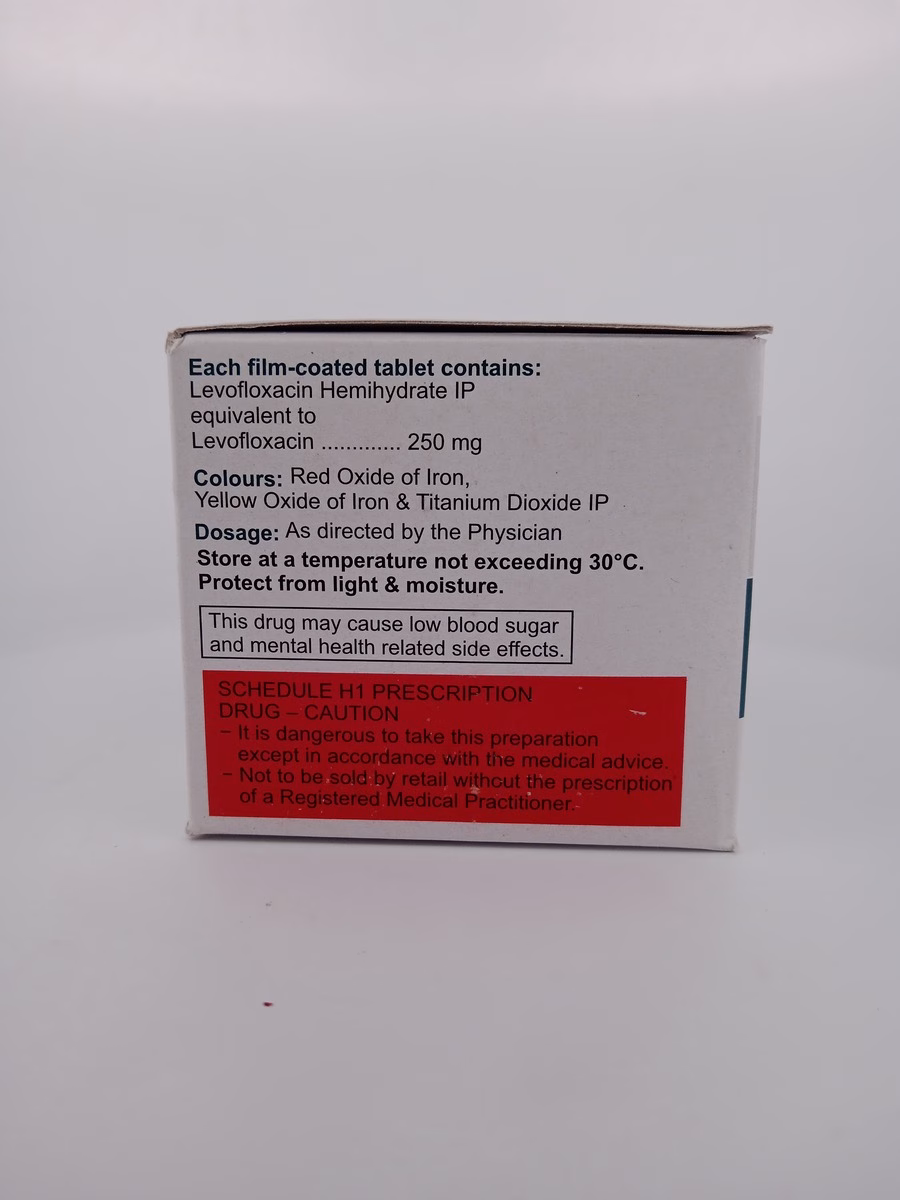 Each film-coated tablet contains:
Levofloxacin Hemihydrate IP
equivalent to
Levofloxacin ............. 250 mg
Colours: Red Oxide of Iron,
Yellow Oxide of Iron & Titanium Dioxide IP
Dosage: As directed by the Physician
Store at a temperature not exceeding 30°C.
Protect from light & moisture.
This drug may cause low blood sugar
and mental health related side effects.
SCHEDULE H1 PRESCRIPTION
DRUG – CAUTION
– It is dangerous to take this preparation
except in accordance with the medical advice.
– Not to be sold by retail without the prescription
of a Registered Medical Practitioner.